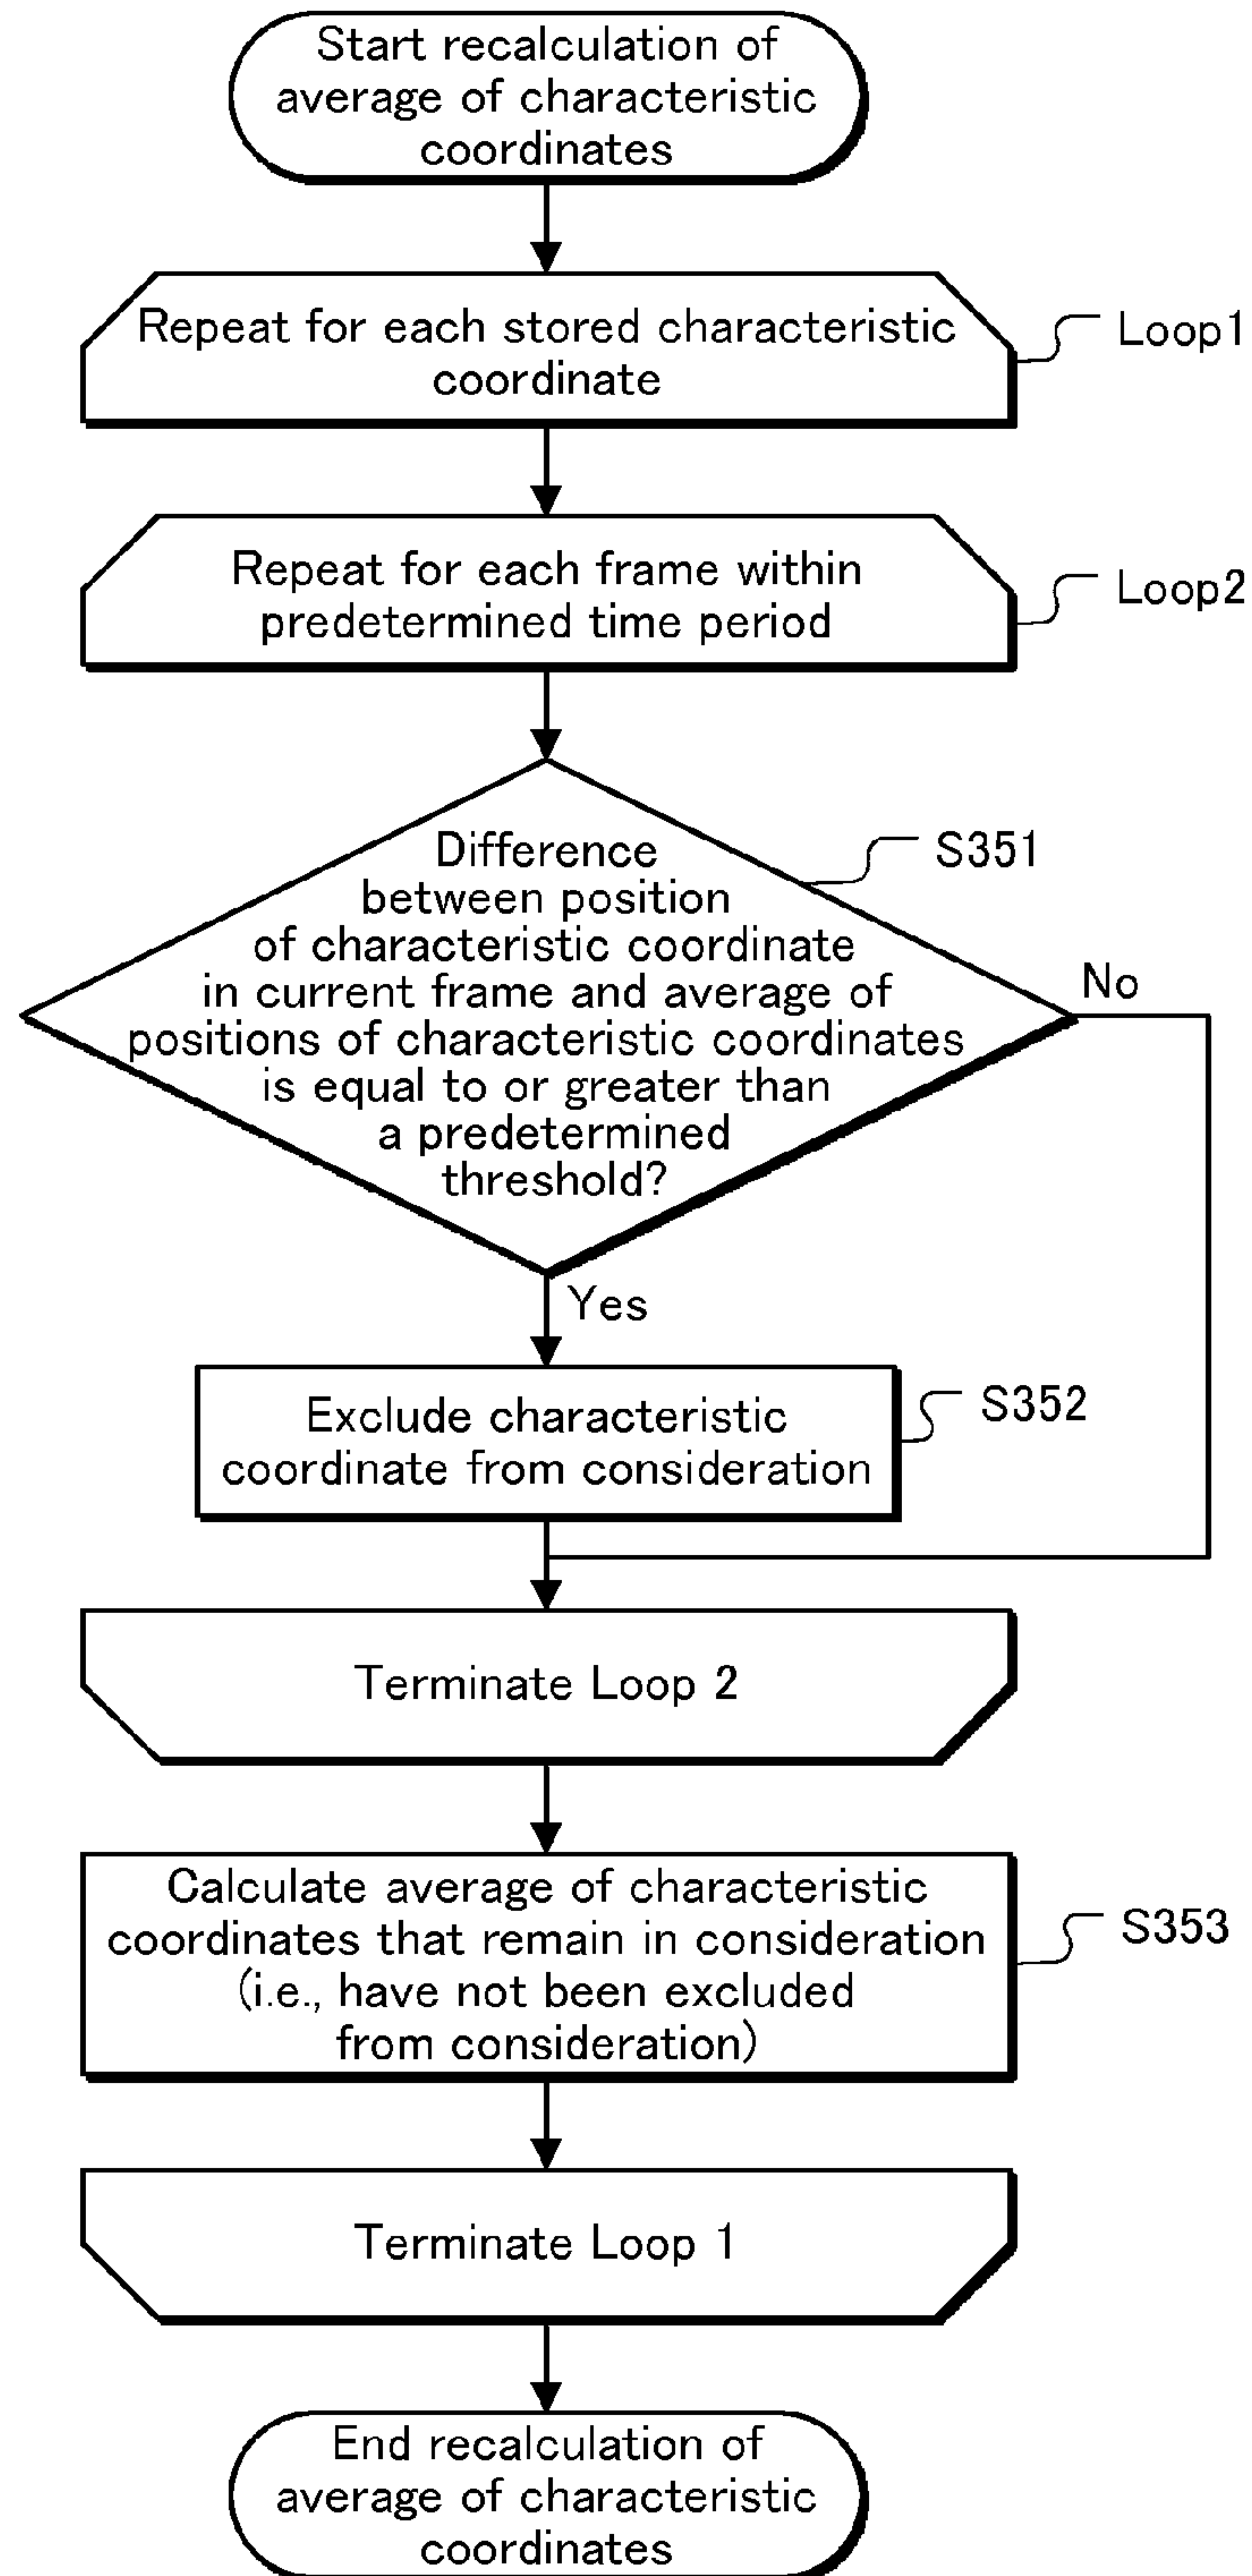 Start recalculation of
average of characteristic
coordinates
Repeat for each stored characteristic
coordinate
Loop1
Repeat for each frame within
predetermined time period
Loop2
Difference
between position
of characteristic coordinate
in current frame and average of
positions of characteristic coordinates
is equal to or greater than
a predetermined
threshold?
S351
No
Yes
Exclude characteristic
coordinate from consideration
S352
Terminate Loop 2
Calculate average of characteristic
coordinates that remain in consideration
(i.e., have not been excluded
from consideration)
S353
Terminate Loop 1
End recalculation of
average of characteristic
coordinates